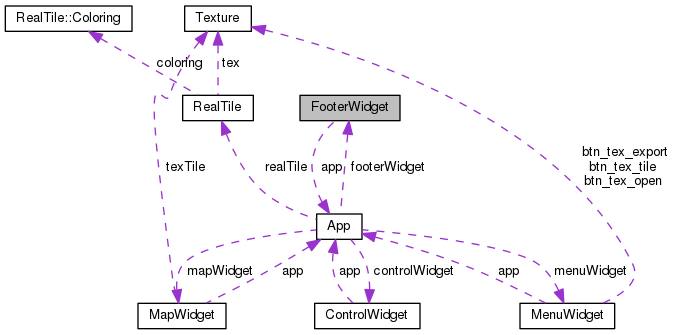 RealTile::Coloring
Texture
coloring
tex
RealTile
FooterWidget
btn_tex_export
btn_tex_tile
btn_tex_open
texTile
realTile
app
footerWidget
App
mapWidget
app
app
controlWidget
app
menuWidget
MapWidget
ControlWidget
MenuWidget